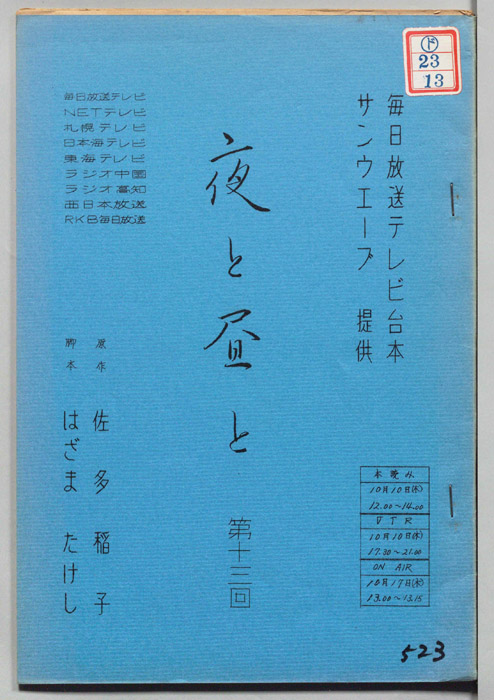 ド
23
13
毎日放送テレビ台本
サンウエーブ 提供
夜と昼と
第十三回
毎日放送テレビ
NETテレビ
札幌テレビ
日本海テレビ
東海テレビ
ラジオ中国
ラジオ高知
西日本放送
RKB毎日放送
原作 佐多稲子
脚本 はざまたけし
本読み
10月10日(木)
12.00~14.00
VTR
10月10日(木)
17.30~21.00
ON AIR
10月17日(木)
13.00~13.15
523